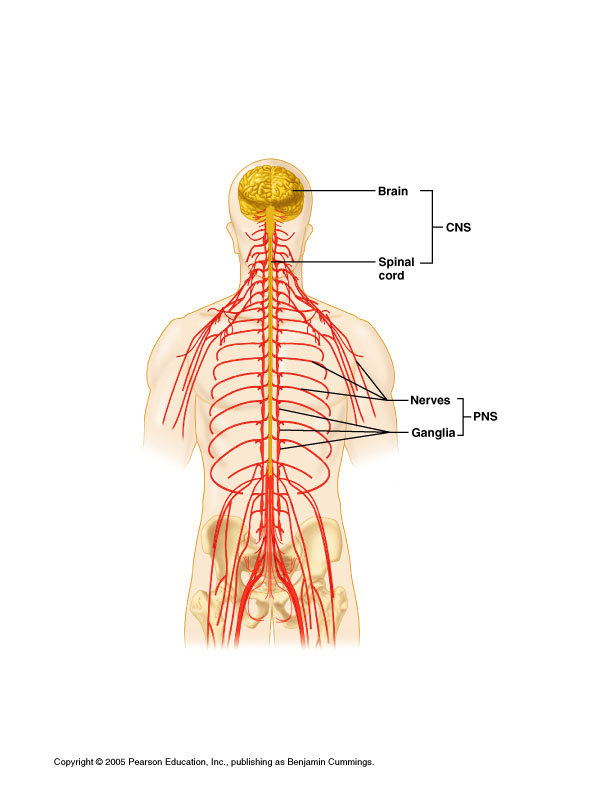 Brain
CNS
Spinal
cord
Nerves
PNS
Ganglia
Copyright © 2005 Pearson Education, Inc., publishing as Benjamin Cummings.